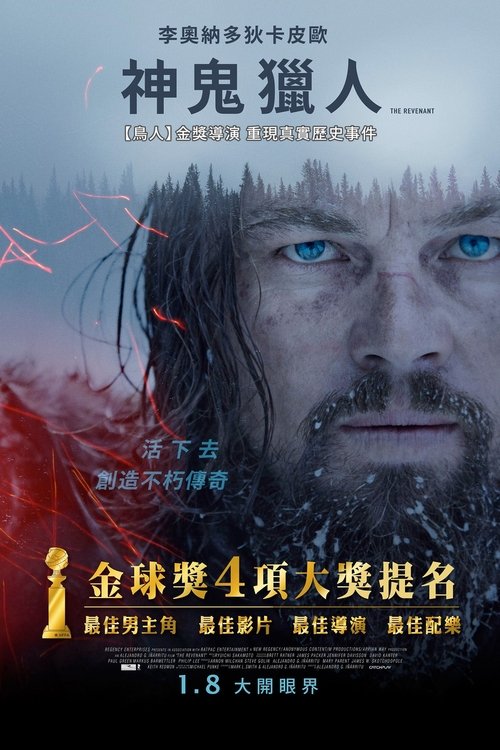 李奧納多狄卡皮歐
神鬼獵人
THE REVENANT
【鳥人】金獎導演 重現真實歷史事件
活下去
創造不朽傳奇
金球獎4項大獎提名
最佳男主角 最佳影片 最佳導演 最佳配樂
1.8 大開眼界